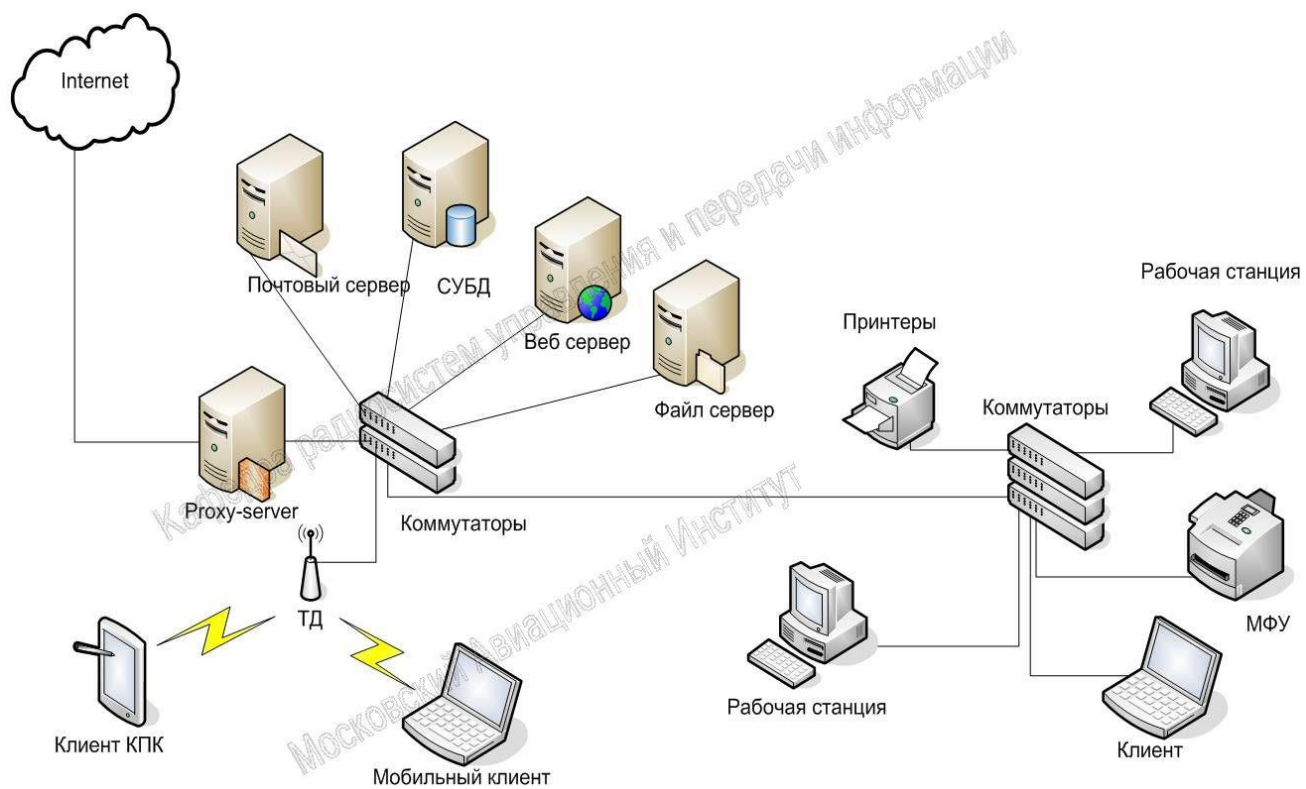 Internet
Почтовый сервер
СУБД
Веб сервер
Файл сервер
Proxy-server
Коммутаторы
ТД
Клиент КПК
Мобильный клиент
Рабочая станция
Принтеры
Коммутаторы
МФУ
Рабочая станция
Клиент
Кафедра радиосистем управления и передачи информации
Московский Авиационный Институт